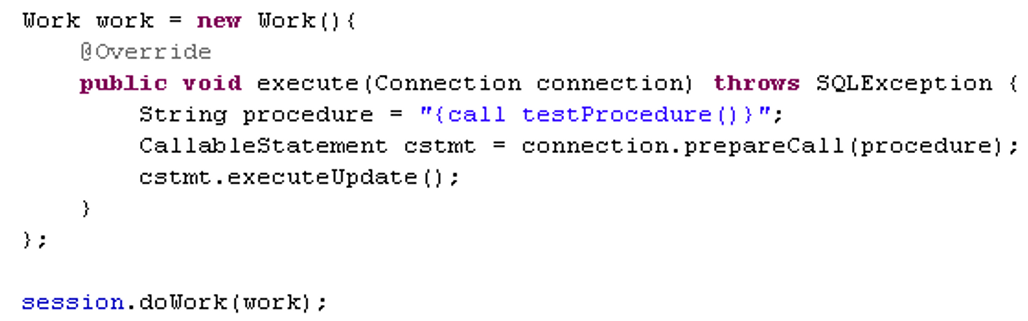 Work work = new Work(){
@Override
public void execute(Connection connection) throws SQLException {
String procedure = "{call testProcedure()}";
CallableStatement cstmt = connection.prepareCall(procedure);
cstmt.executeUpdate();
}
};
session.doWork(work);